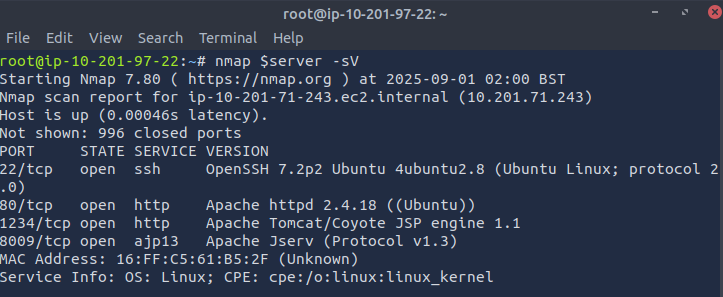 root@ip-10-201-97-22: ~
File Edit View Search Terminal Help
root@ip-10-201-97-22:~# nmap $server -sV
Starting Nmap 7.80 ( https://nmap.org ) at 2025-09-01 02:00 BST
Nmap scan report for ip-10-201-71-243.ec2.internal (10.201.71.243)
Host is up (0.00046s latency).
Not shown: 996 closed ports
PORT     STATE SERVICE VERSION
22/tcp   open  ssh     OpenSSH 7.2p2 Ubuntu 4ubuntu2.8 (Ubuntu Linux; protocol 2
.0)
80/tcp   open  http    Apache httpd 2.4.18 ((Ubuntu))
1234/tcp open  http    Apache Tomcat/Coyote JSP engine 1.1
8009/tcp open  ajp13   Apache Jserv (Protocol v1.3)
MAC Address: 16:FF:C5:61:B5:2F (Unknown)
Service Info: OS: Linux; CPE: cpe:/o:linux:linux_kernel